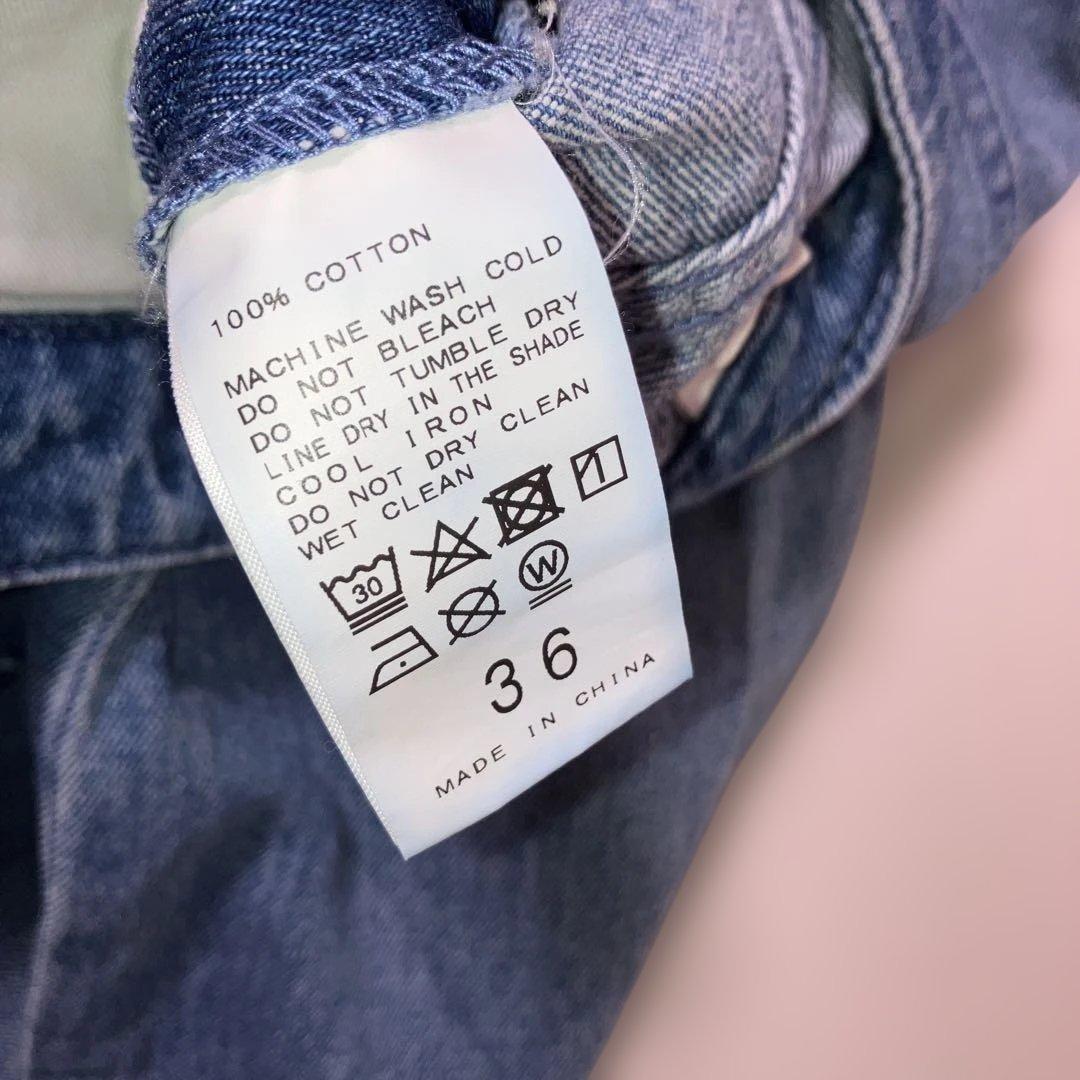 100% COTTON
MACHINE WASH COLD
DO NOT BLEACH
DO NOT TUMBLE DRY
LINE DRY IN THE SHADE
COOL IRON
DO NOT DRY CLEAN
WET CLEAN
30
W
36
MADE IN CHINA